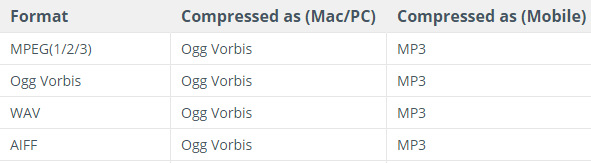 Format Compressed as (Mac/PC) Compressed as (Mobile)
MPEG(1/2/3) Ogg Vorbis MP3
Ogg Vorbis Ogg Vorbis MP3
WAV Ogg Vorbis MP3
AIFF Ogg Vorbis MP3